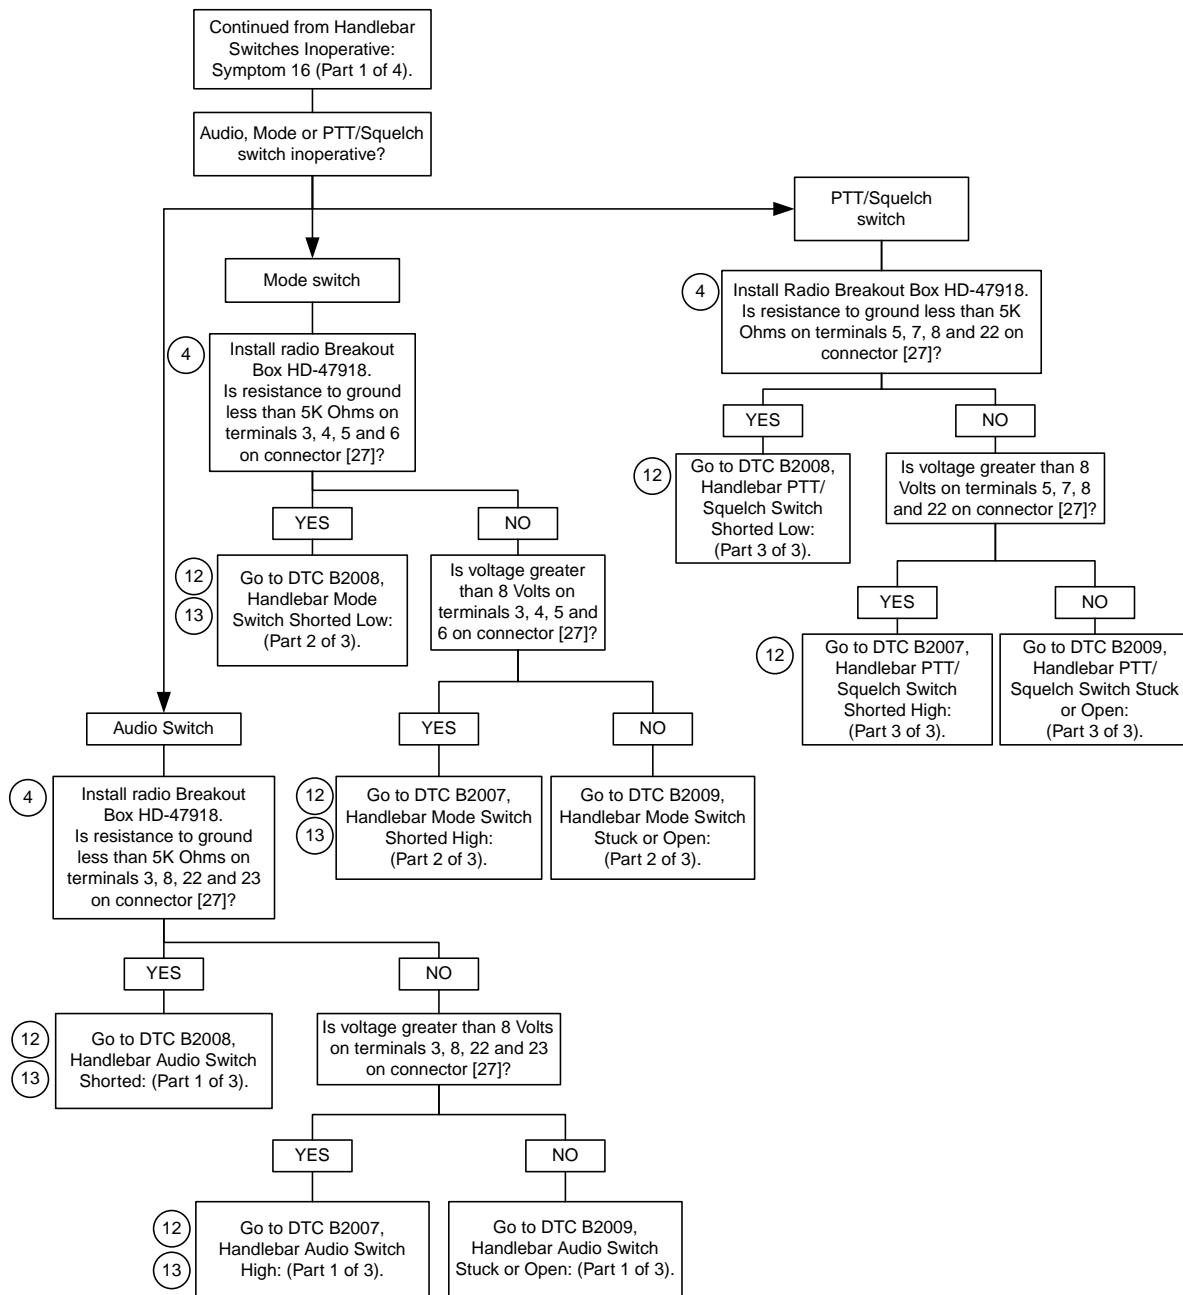 Continued from Handlebar
Switches Inoperative:
Symptom 16 (Part 1 of 4).
Audio, Mode or PTT/Squelch
switch inoperative?
PTT/Squelch
switch
4
Install Radio Breakout Box HD-47918.
Is resistance to ground less than 5K
Ohms on terminals 5, 7, 8 and 22 on
connector [27]?
YES
NO
12
Go to DTC B2008,
Handlebar PTT/
Squelch Switch
Shorted Low:
(Part 3 of 3).
Is voltage greater than 8
Volts on terminals 5, 7, 8
and 22 on connector [27]?
YES
NO
12
Go to DTC B2007,
Handlebar PTT/
Squelch Switch
Shorted High:
(Part 3 of 3).
Go to DTC B2009,
Handlebar PTT/
Squelch Switch Stuck
or Open:
(Part 3 of 3).
Mode switch
4
Install radio Breakout
Box HD-47918.
Is resistance to ground
less than 5K Ohms on
terminals 3, 4, 5 and 6
on connector [27]?
YES
NO
12
13
Go to DTC B2008,
Handlebar Mode
Switch Shorted Low:
(Part 2 of 3).
Is voltage greater
than 8 Volts on
terminals 3, 4, 5 and
6 on connector [27]?
YES
NO
12
13
Go to DTC B2007,
Handlebar Mode Switch
Shorted High:
(Part 2 of 3).
Go to DTC B2009,
Handlebar Mode Switch
Stuck or Open:
(Part 2 of 3).
Audio Switch
4
Install radio Breakout
Box HD-47918.
Is resistance to ground
less than 5K Ohms on
terminals 3, 8, 22 and 23
on connector [27]?
YES
NO
12
13
Go to DTC B2008,
Handlebar Audio Switch
Shorted: (Part 1 of 3).
Is voltage greater than 8 Volts
on terminals 3, 8, 22 and 23
on connector [27]?
YES
NO
12
13
Go to DTC B2007,
Handlebar Audio Switch
High: (Part 1 of 3).
Go to DTC B2009,
Handlebar Audio Switch
Stuck or Open: (Part 1 of 3).